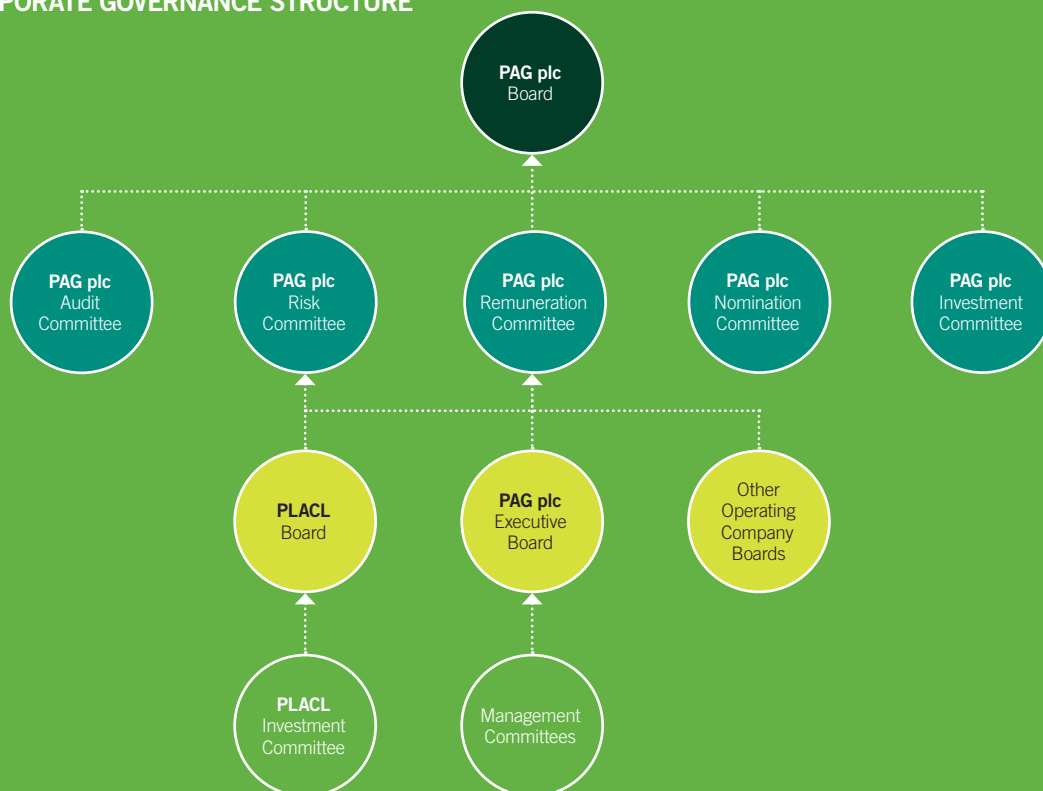 PORATE GOVERNANCE STRUCTURE
PAG plc
Board
PAG plc
Audit
Committee
PAG plc
Risk
Committee
PAG plc
Remuneration
Committee
PAG plc
Nomination
Committee
PAG plc
Investment
Committee
PLACL
Board
PAG plc
Executive
Board
Other
Operating
Company
Boards
PLACL
Investment
Committee
Management
Committees